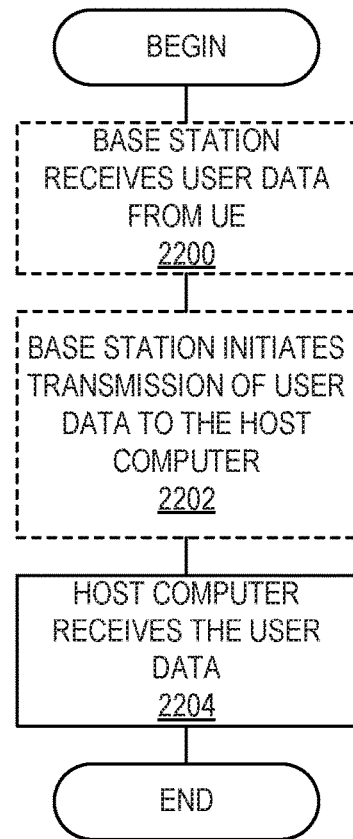 BEGIN
BASE STATION
RECEIVES USER DATA
FROM UE
2200
BASE STATION INITIATES
TRANSMISSION OF USER
DATA TO THE HOST
COMPUTER
2202
HOST COMPUTER
RECEIVES THE USER
DATA
2204
END